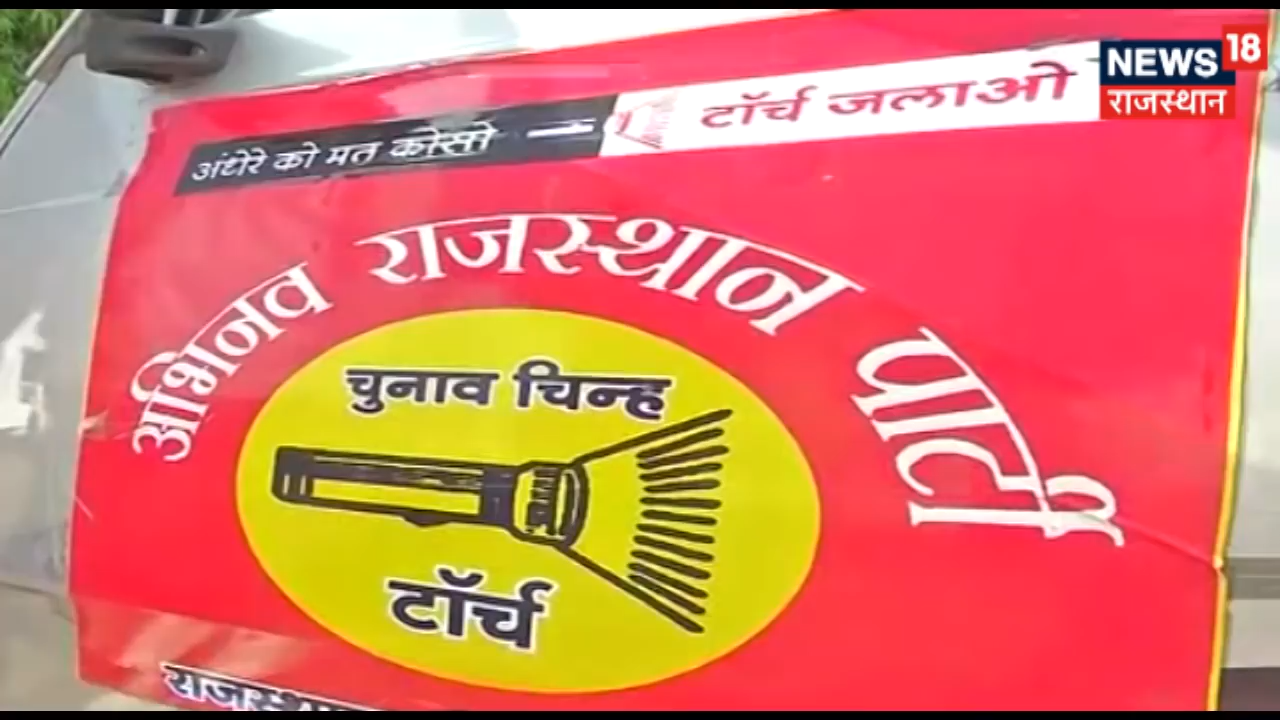 NEWS 18
राजस्थान
अंधेरे को मत कोसो टॉर्च जलाओ
अभिनव राजस्थान पार्टी
चुनाव चिन्ह
टॉर्च